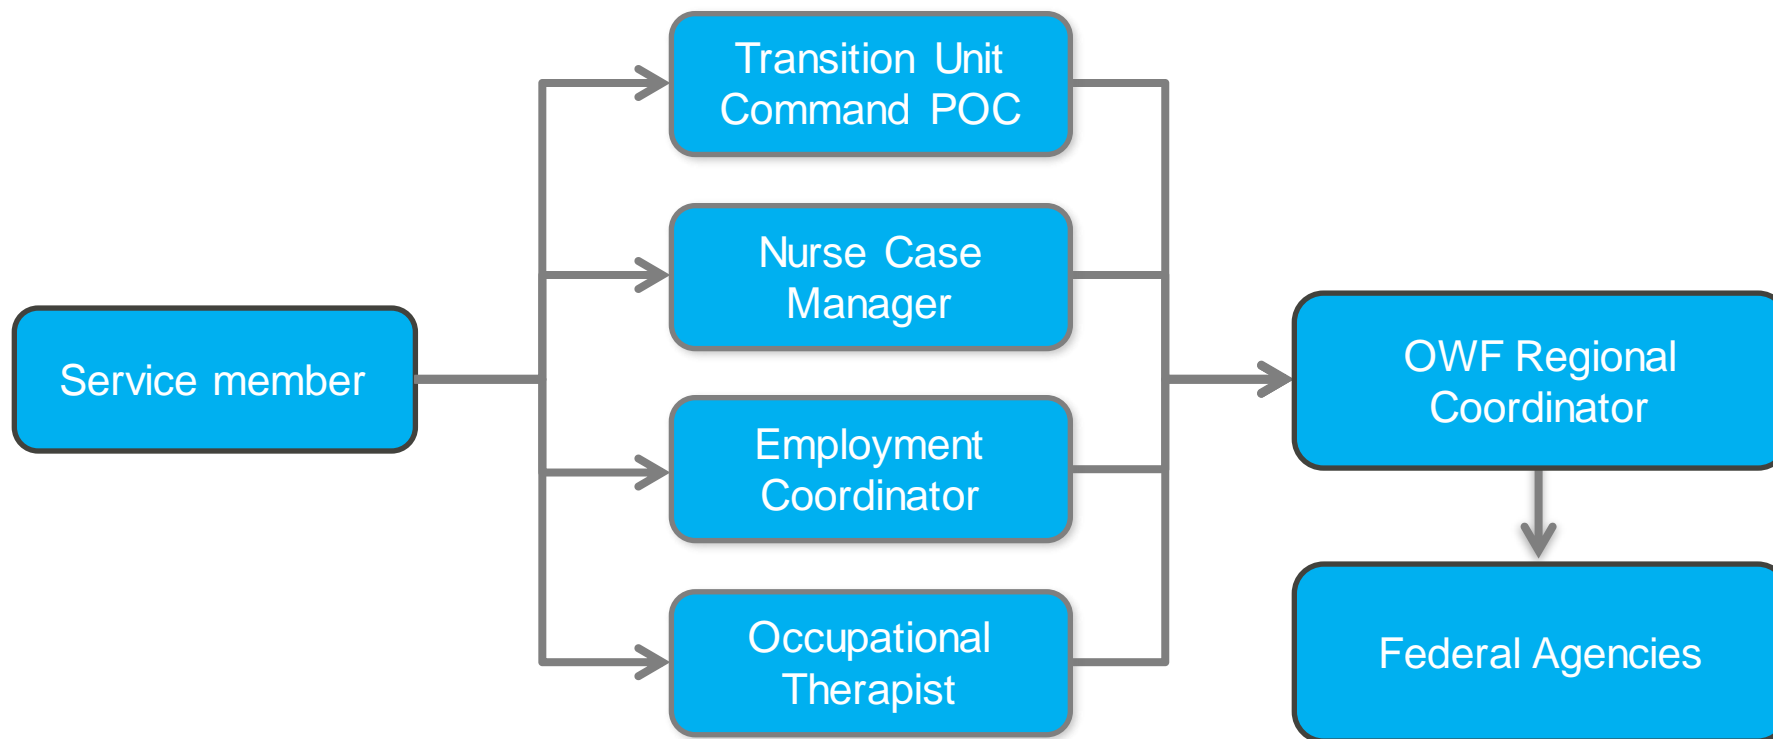 Transition Unit
Command POC
Nurse Case
Manager
Service member
OWF Regional
Coordinator
Employment
Coordinator
Occupational
Therapist
Federal Agencies